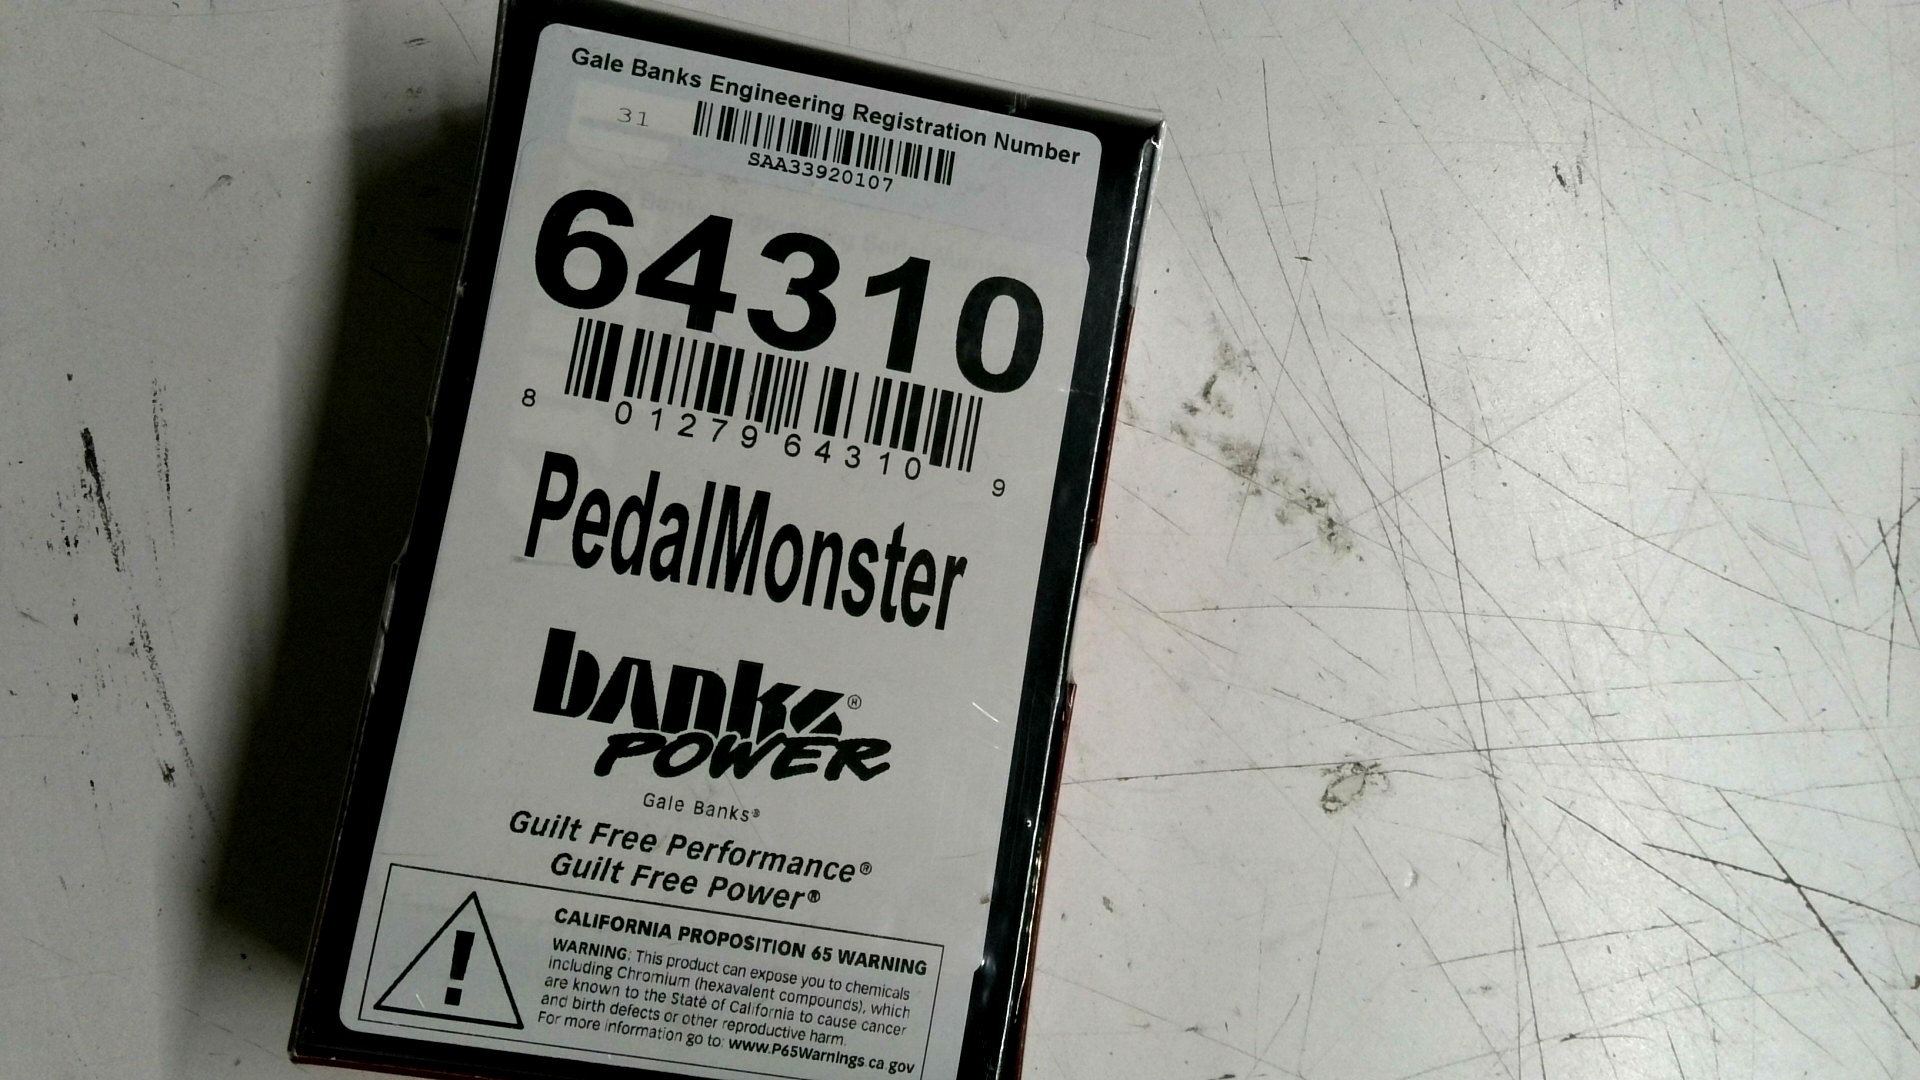 Gale Banks Engineering Registration Number
31
SAA33920107
64310
8 01279 64310 9
PedalMonster
banks®
POWER
Gale Banks®
Guilt Free Performance®
Guilt Free Power®
CALIFORNIA PROPOSITION 65 WARNING
WARNING: This product can expose you to chemicals
including Chromium (hexavalent compounds), which
are known to the State of California to cause cancer
and birth defects or other reproductive harm.
For more information go to: www.P65Warnings.ca.gov